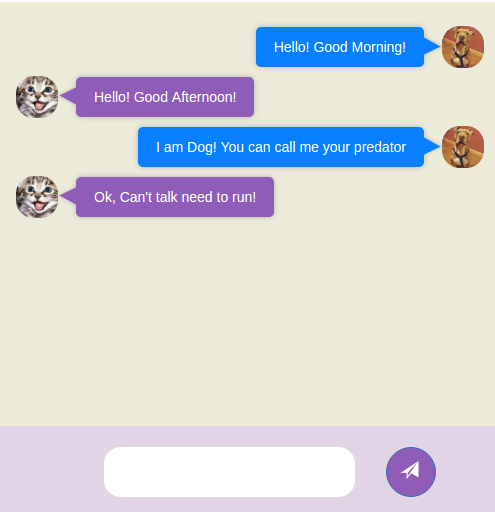 Hello! Good Morning!
Hello! Good Afternoon!
I am Dog! You can call me your predator
Ok, Can't talk need to run!